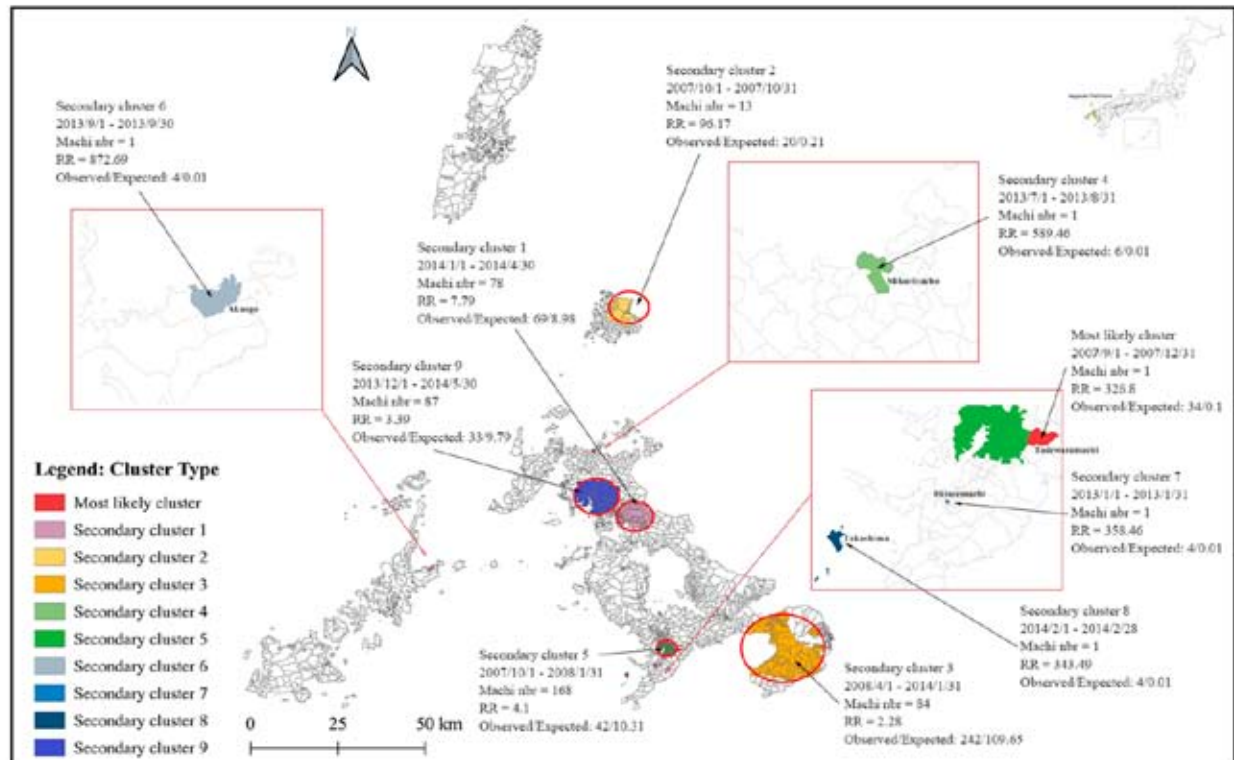 N
Secondary cluster 6
2013/9/1 - 2013/9/30
Machi nbr = 1
RR = 872.69
Observed/Expected: 4/0.01
Secondary cluster 2
2007/10/1 - 2007/10/31
Machi nbr = 13
RR = 96.17
Observed/Expected: 20/0.21
Secondary cluster 4
2013/7/1 - 2013/8/31
Machi nbr = 1
RR = 589.46
Observed/Expected: 6/0.01
Secondary cluster 1
2014/1/1 - 2014/4/30
Machi nbr = 78
RR = 7.79
Observed/Expected: 69/8.98
Most likely cluster
2007/9/1 - 2007/12/31
Machi nbr = 1
RR = 328.8
Observed/Expected: 34/0.1
Secondary cluster 9
2013/12/1 - 2014/5/30
Machi nbr = 87
RR = 3.39
Observed/Expected: 33/9.79
Secondary cluster 7
2013/1/1 - 2013/1/31
Machi nbr = 1
RR = 358.46
Observed/Expected: 4/0.01
Takashima
Secondary cluster 8
2014/2/1 - 2014/2/28
Machi nbr = 1
RR = 343.49
Observed/Expected: 4/0.01
Secondary cluster 5
2007/10/1 - 2008/1/31
Machi nbr = 168
RR = 4.1
Observed/Expected: 42/10.31
Secondary cluster 3
2008/4/1 - 2014/1/31
Machi nbr = 84
RR = 2.28
Observed/Expected: 242/109.65
Legend: Cluster Type
Most likely cluster
Secondary cluster 1
Secondary cluster 2
Secondary cluster 3
Secondary cluster 4
Secondary cluster 5
Secondary cluster 6
Secondary cluster 7
Secondary cluster 8
Secondary cluster 9
0 25 50 km